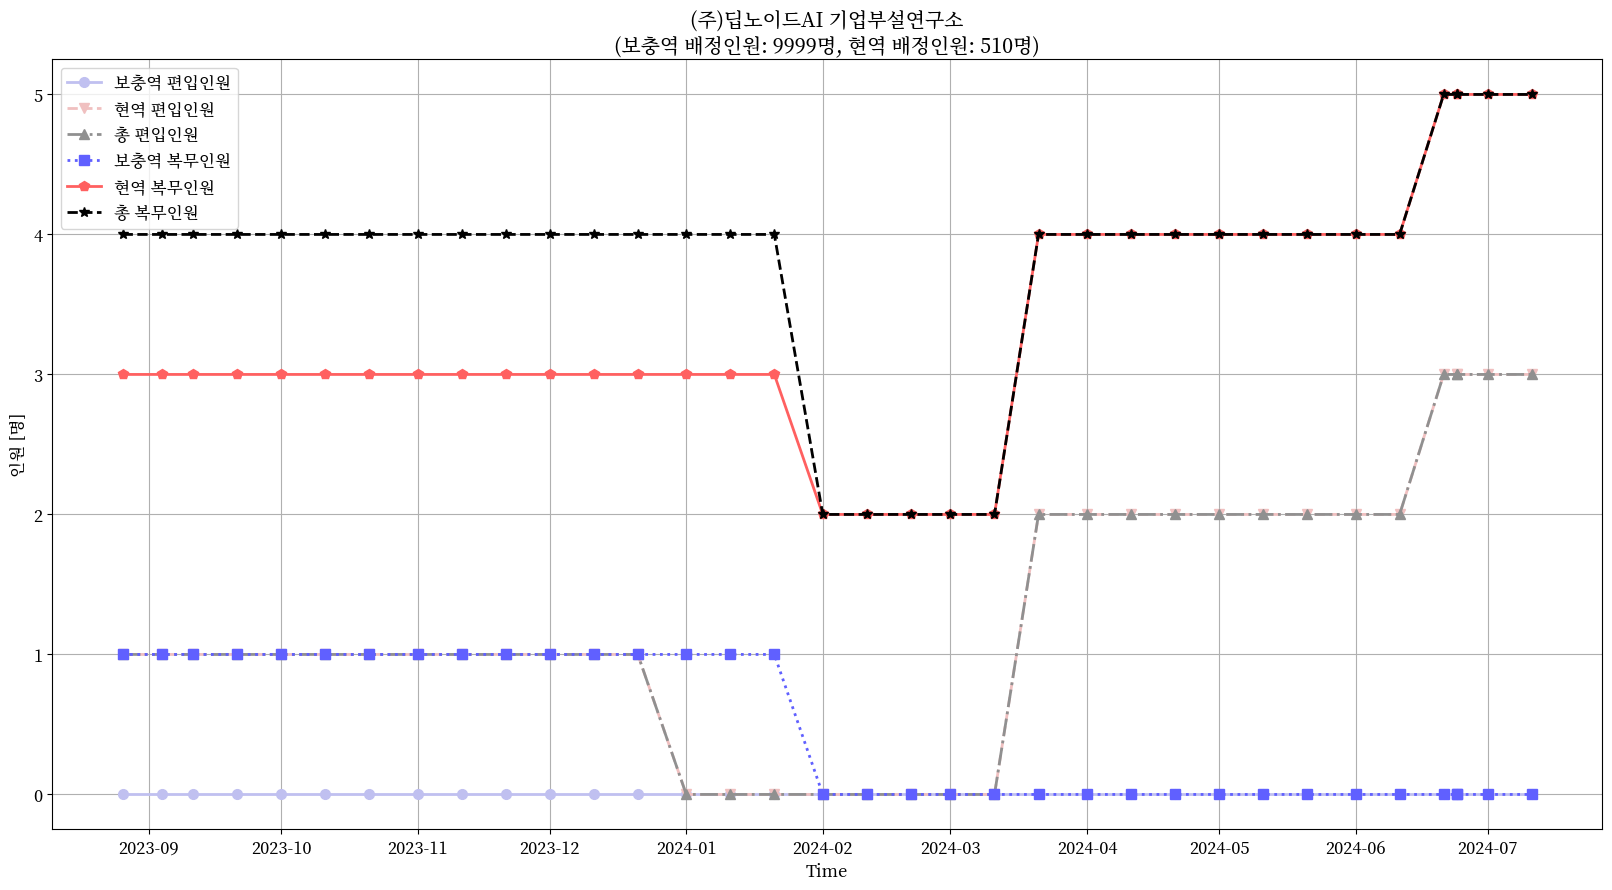 (주)딥노이드AI 기업부설연구소
(보충역 배정인원: 9999명, 현역 배정인원: 510명)
보충역 편입인원
현역 편입인원
총 편입인원
보충역 복무인원
현역 복무인원
총 복무인원
인원 [명]
5
4
3
2
1
0
2023-09 2023-10 2023-11 2023-12 2024-01 2024-02 2024-03 2024-04 2024-05 2024-06 2024-07
Time